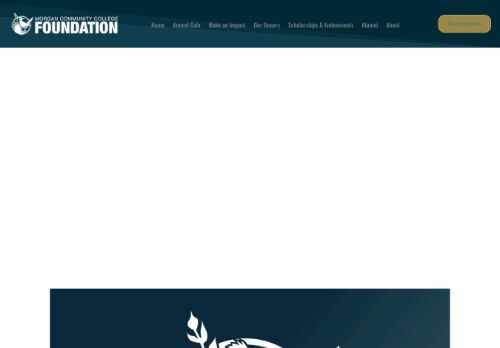 MORGAN COMMUNITY COLLEGE
FOUNDATION
Home Annual Gala Make an Impact Our Donors Scholarships & Endowments Alumni About
Donate Now